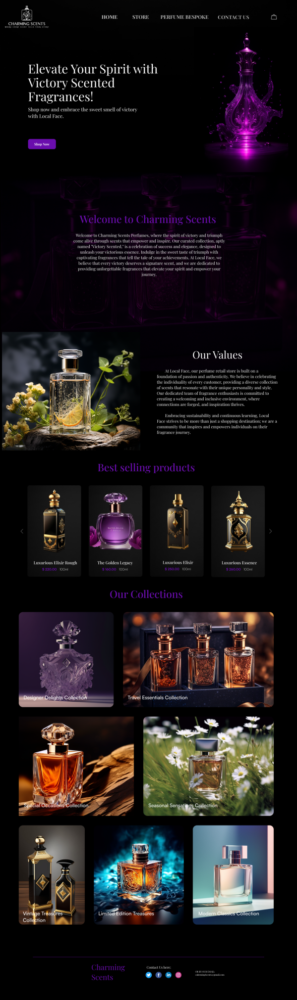 CHARMING SCENTS
WHERE EVERY SCENT TELLS YOUR STORY
HOME
STORE
PERFUME BESPOKE
CONTACT US
Elevate Your Spirit with
Victory Scented
Fragrances!
Shop now and embrace the sweet smell of victory
with Local Face.
Shop Now
Welcome to Charming Scents
Welcome to Charming Scents Perfumes, where the spirit of victory and triumph
come alive through scents that empower and inspire. Our curated collection, aptly
named "Victory Scented," is a celebration of success and elegance, designed to
unleash your victorious essence. Indulge in the sweet taste of triumph with
captivating fragrances that tell the tale of your achievements. At Local Face, we
believe that every victory deserves a signature scent, and we are dedicated to
providing unforgettable fragrances that elevate your spirit and empower your
journey.
Our Values
At Local Face, our perfume retail store is built on a
foundation of passion and authenticity. We believe in celebrating
the individuality of every customer, providing a diverse collection
of scents that resonate with their unique personality and style.
Our dedicated team of fragrance enthusiasts is committed to
creating a welcoming and inclusive environment, where
connections are forged, and inspiration thrives.
Embracing sustainability and continuous learning, Local
Face strives to be more than just a shopping destination; we are a
community that inspires and empowers individuals on their
fragrance journey.
Best selling products
Luxurious Elixir Rough
$ 220.00 100ml
The Golden Legacy
$ 160.00 100ml
Luxurious Elixir
$ 250.00 100ml
Luxurious Essence
$ 260.00 100ml
Our Collections
Designer Delights Collection
Travel Essentials Collection
Special Occasions Collection
Seasonal Sensations Collection
Vintage Treasures
Collection
Limited Edition Treasures
Modern Classics Collection
Charming
Scents
Contact Us here:
OR BY OUR EMAIL: